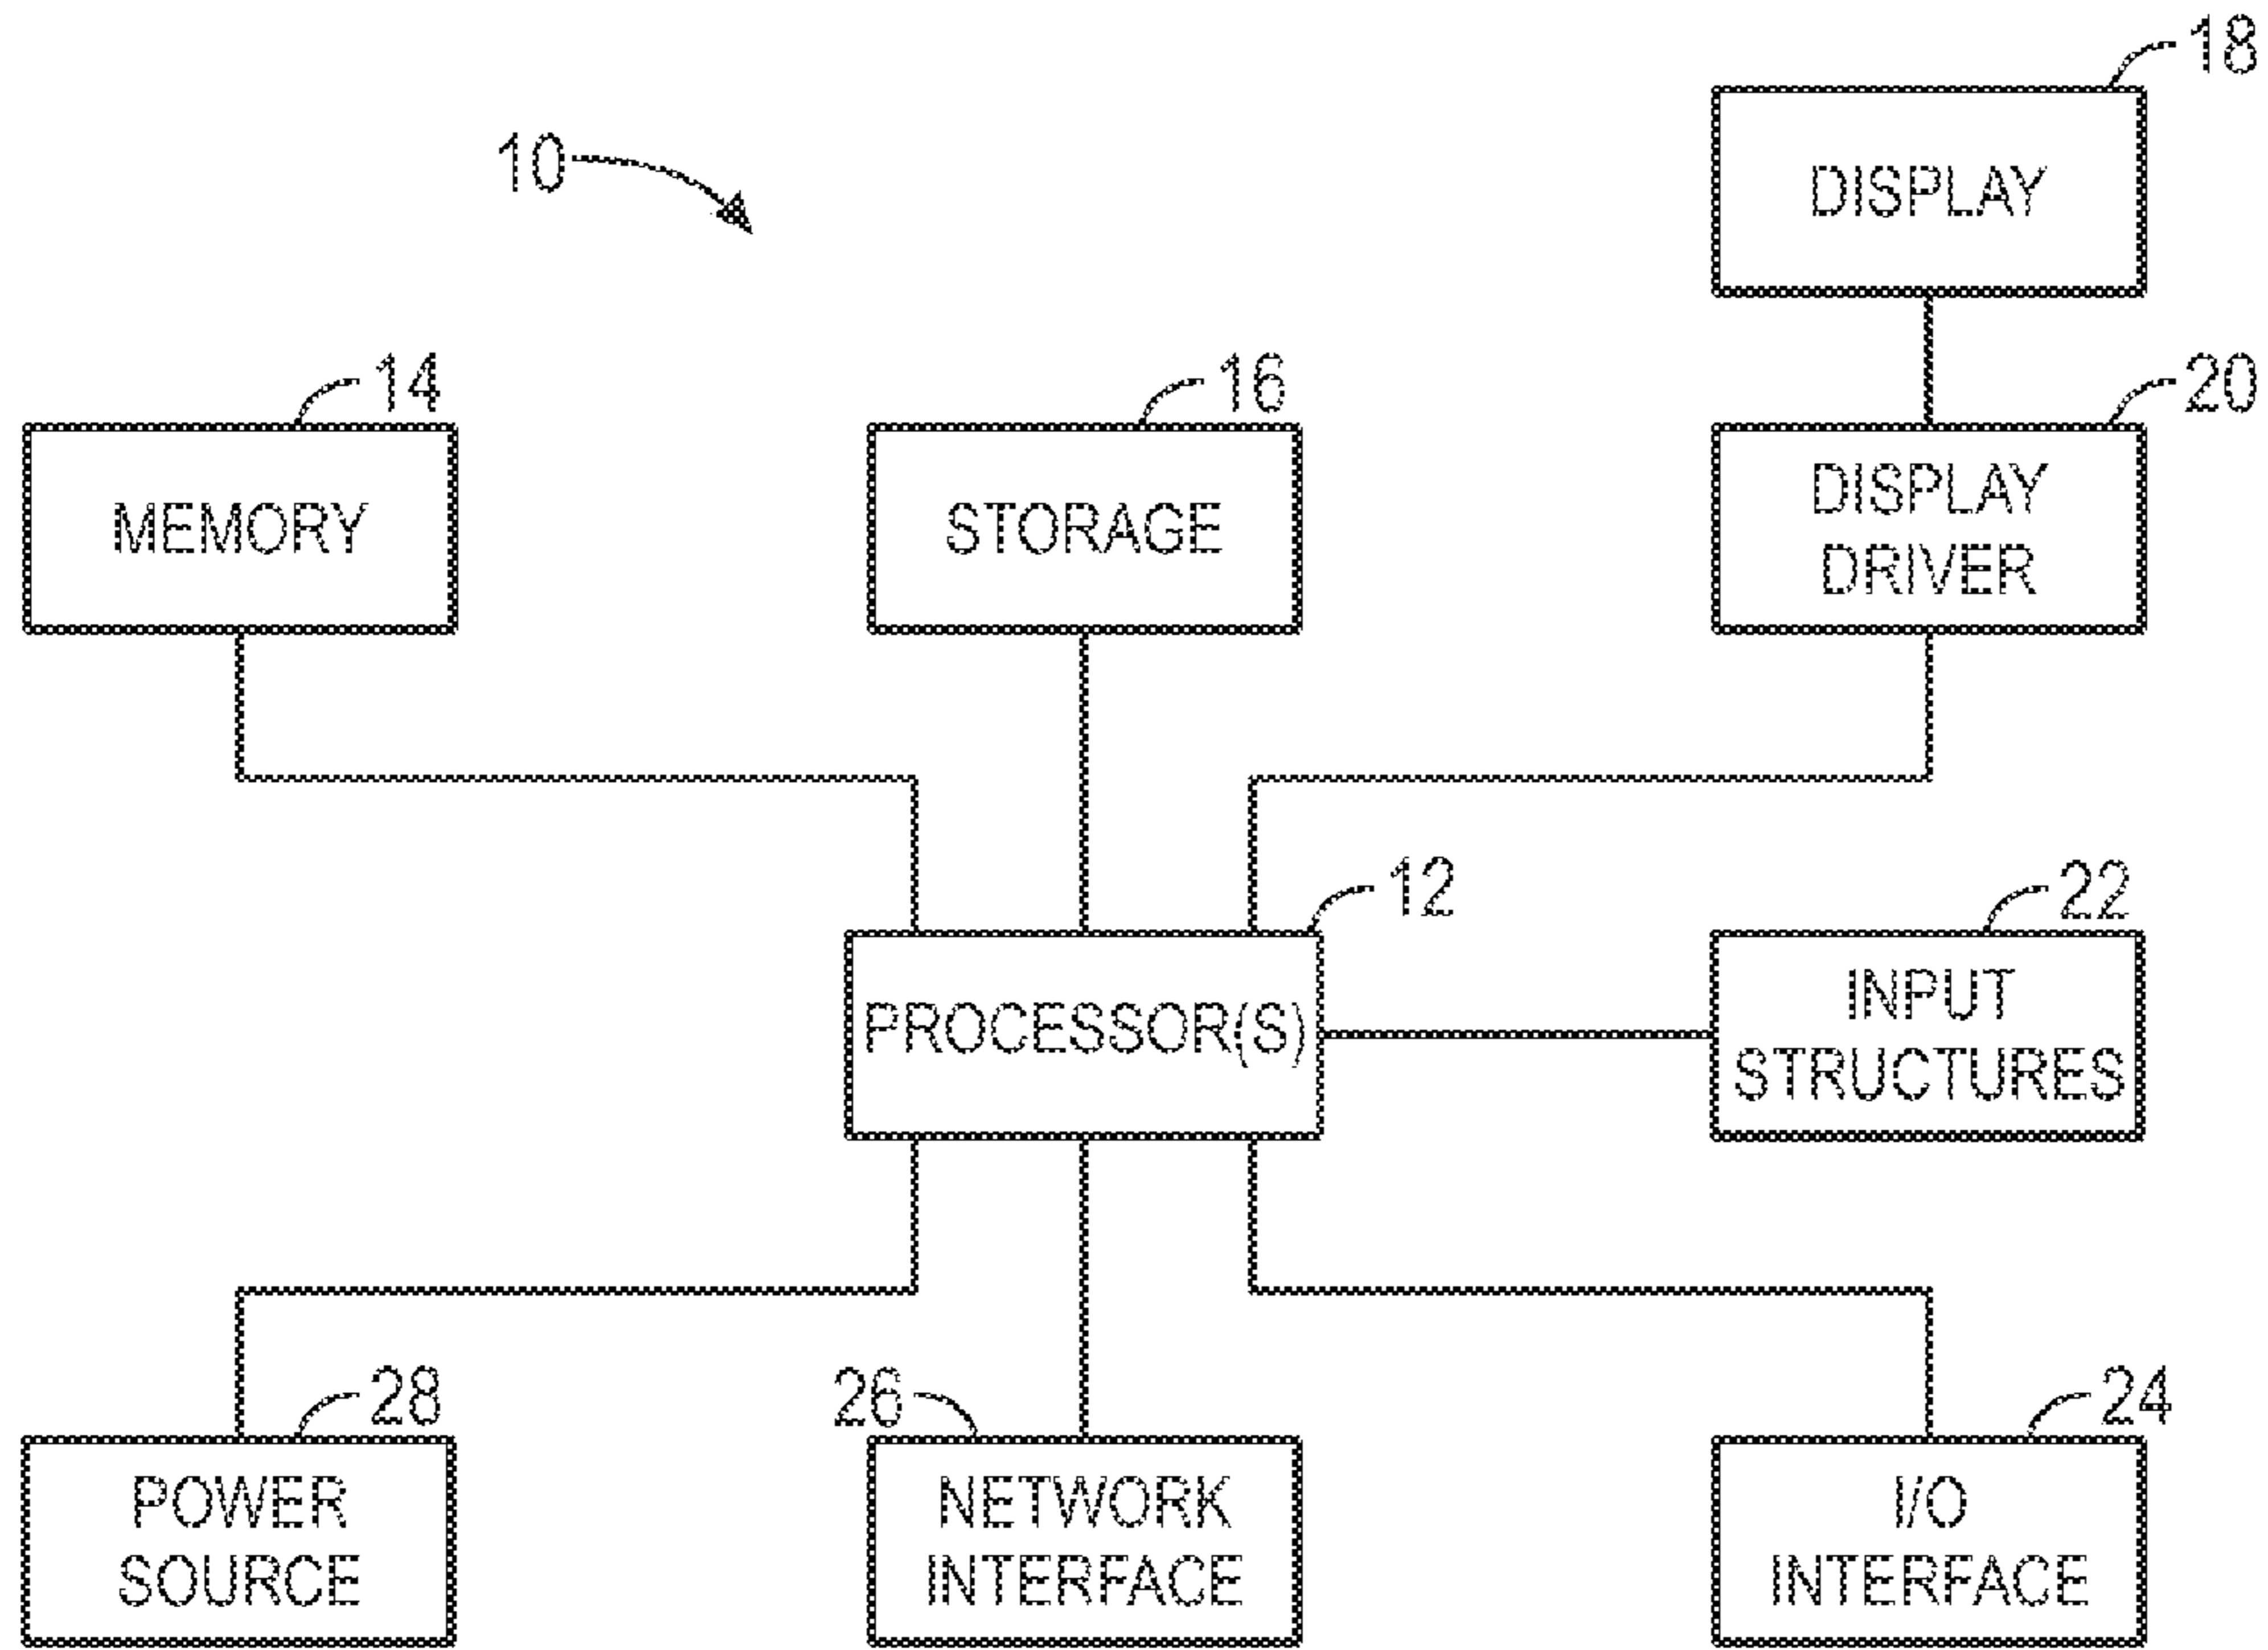 18
10
DISPLAY
14
16
20
MEMORY
STORAGE
DISPLAY
DRIVER
12
22
PROCESSOR(S)
INPUT
STRUCTURES
28
26
24
POWER
SOURCE
NETWORK
INTERFACE
I/O
INTERFACE